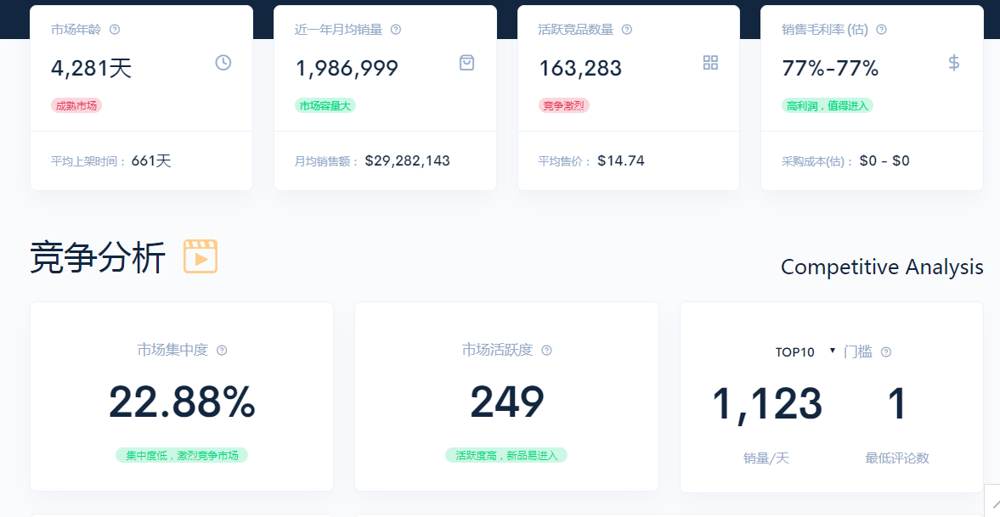 市场年龄
4,281天
成熟市场
平均上架时间： 661天
近一年月均销量
1,986,999
市场容量大
月均销售额： $29,282,143
活跃竞品数量
163,283
竞争激烈
平均售价： $14.74
销售毛利率(估)
77%-77%
高利润，值得进入
采购成本(估)： $0 - $0
竞争分析
Competitive Analysis
市场集中度
22.88%
集中度低，激烈竞争市场
市场活跃度
249
活跃度高，新品易进入
TOP10 门槛
1,123
销量/天
1
最低评论数